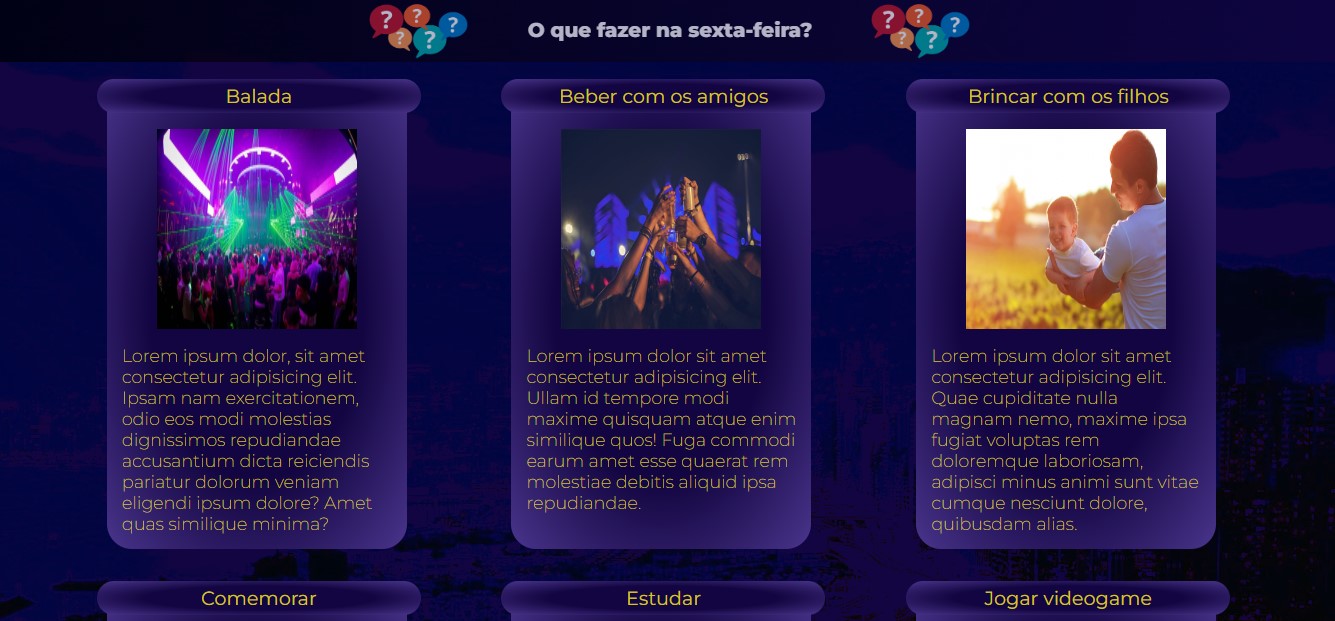 O que fazer na sexta-feira?
Balada
Lorem ipsum dolor, sit amet
consectetur adipisicing elit.
Ipsam nam exercitationem,
odio eos modi molestias
dignissimos repudiandae
accusantium dicta reiciendis
pariatur dolorum veniam
eligendi ipsum dolore? Amet
quas similique minima?
Beber com os amigos
Lorem ipsum dolor sit amet
consectetur adipisicing elit.
Ullam id tempore modi
maxime quisquam atque enim
similique quos! Fuga commodi
earum amet esse quaerat rem
molestiae debitis aliquid ipsa
repudiandae.
Brincar com os filhos
Lorem ipsum dolor sit amet
consectetur adipisicing elit.
Quae cupiditate nulla
magnam nemo, maxime ipsa
fugiat voluptas rem
doloremque laboriosam,
adipisci minus animi sunt vitae
cumque nesciunt dolore,
quibusdam alias.
Comemorar
Estudar
Jogar videogame